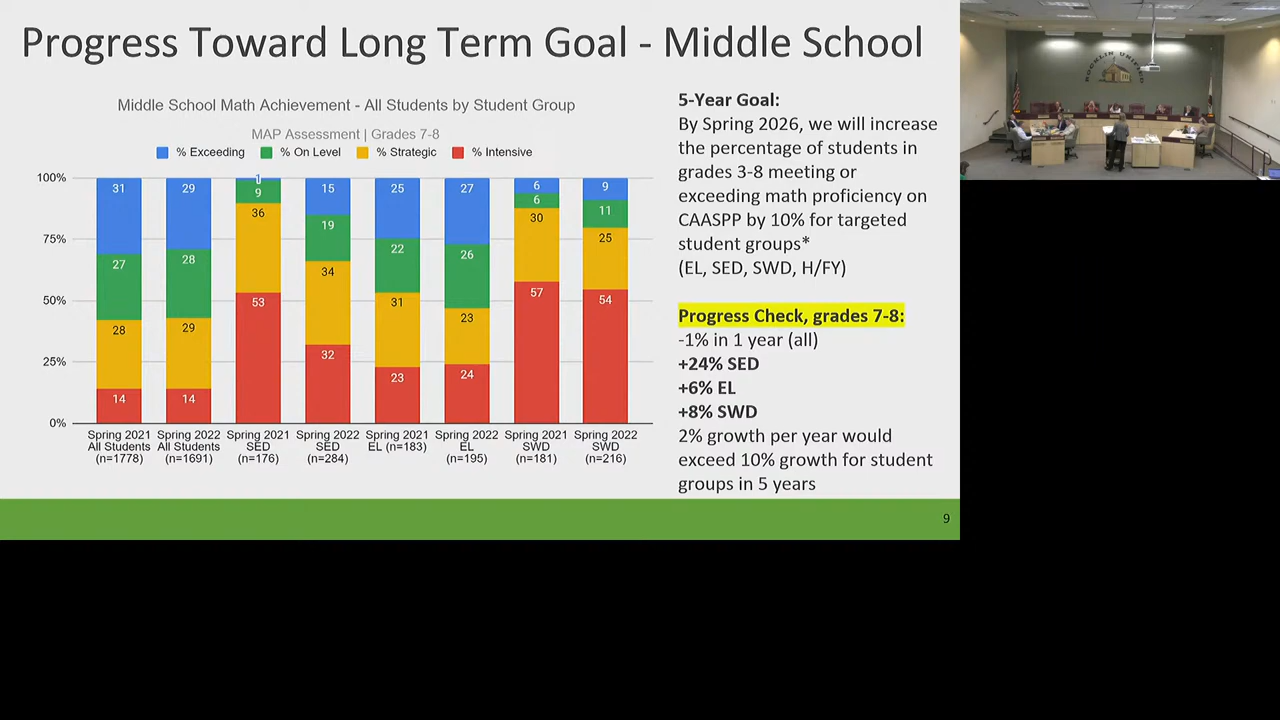 Progress Toward Long Term Goal - Middle School
Middle School Math Achievement - All Students by Student Group
MAP Assessment | Grades 7-8
% Exceeding % On Level % Strategic % Intensive
100%
75%
50%
25%
0%
31 27 28 14
29 28 29 14
1 9 36 53
15 19 34 32
25 22 31 23
27 26 23 24
6 6 30 57
9 11 25 54
Spring 2021 All Students (n=1778)
Spring 2022 All Students (n=1691)
Spring 2021 SED (n=176)
Spring 2022 SED (n=284)
Spring 2021 EL (n=183)
Spring 2022 EL (n=195)
Spring 2021 SWD (n=181)
Spring 2022 SWD (n=216)
5-Year Goal:
By Spring 2026, we will increase
the percentage of students in
grades 3-8 meeting or
exceeding math proficiency on
CAASPP by 10% for targeted
student groups*
(EL, SED, SWD, H/FY)
Progress Check, grades 7-8:
-1% in 1 year (all)
+24% SED
+6% EL
+8% SWD
2% growth per year would
exceed 10% growth for student
groups in 5 years
9
ROCKLIN UNIFIED